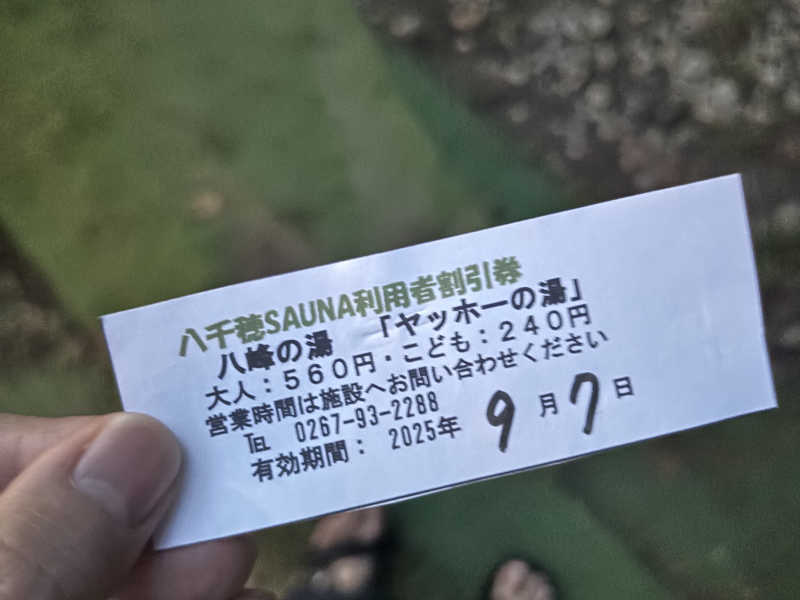 八千穂SAUNA利用者割引券
八峰の湯 「ヤッホーの湯」
大人：５６０円・こども：２４０円
営業時間は施設へお問い合わせください
℡ 0267-93-2288
有効期間： 2025年 9月7日